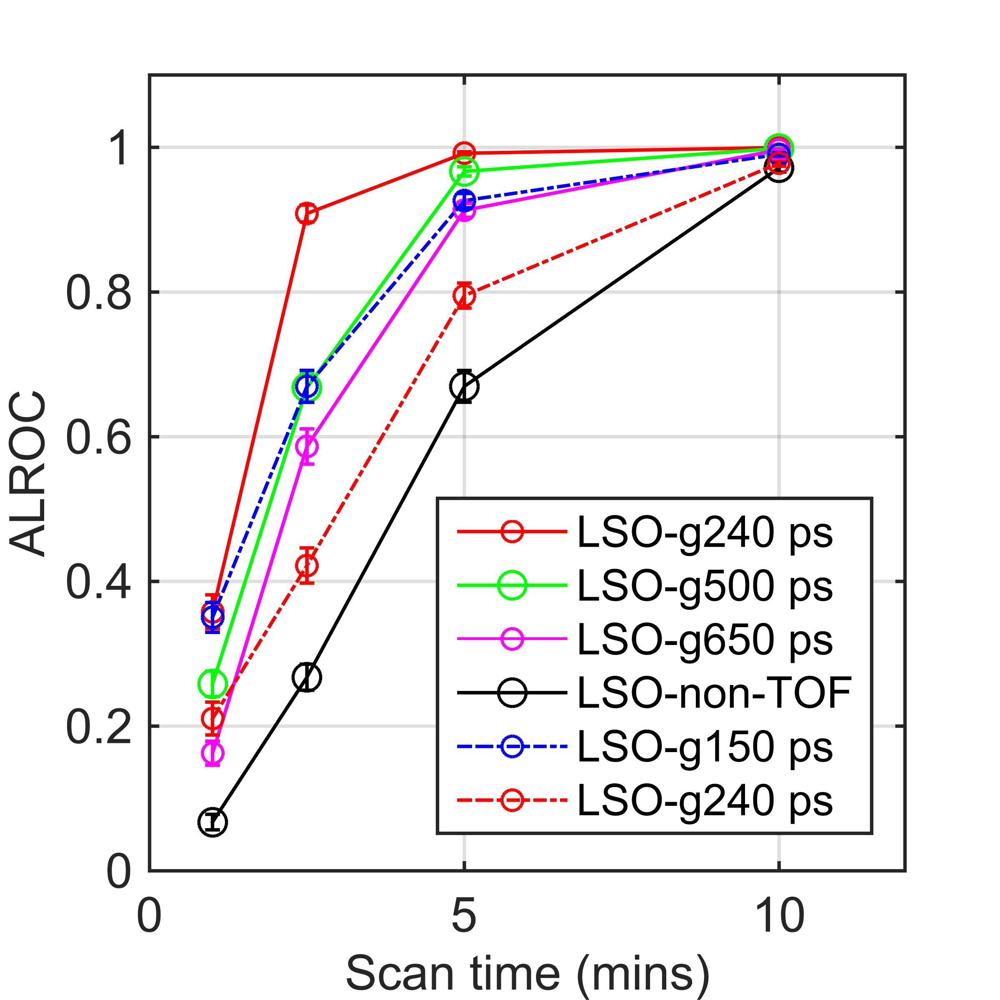 1
0.8
0.6
0.4
0.2
0
0 5 10
ALROC
Scan time (mins)
LSO-g240 ps
LSO-g500 ps
LSO-g650 ps
LSO-non-TOF
LSO-g150 ps
LSO-g240 ps